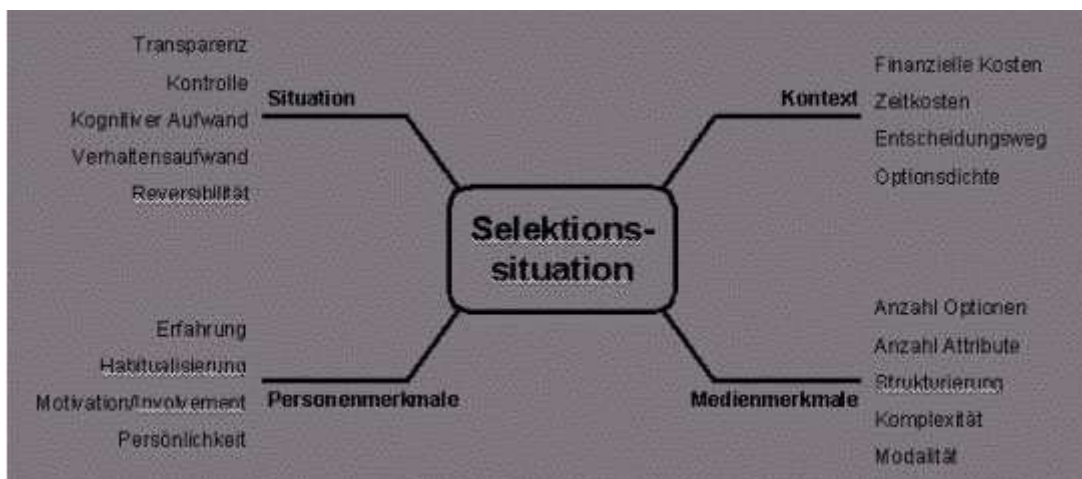 Transparenz
Kontrolle
Kognitiver Aufwand
Verhaltensaufwand
Reversibilität
Situation
Kontext
Finanzielle Kosten
Zeitkosten
Entscheidungsweg
Optionsdichte
Selektions-
situation
Erfahrung
Habitualisierung
Motivation/Involvement
Persönlichkeit
Personenmerkmale
Medienmerkmale
Anzahl Optionen
Anzahl Attribute
Strukturierung
Komplexität
Modalität